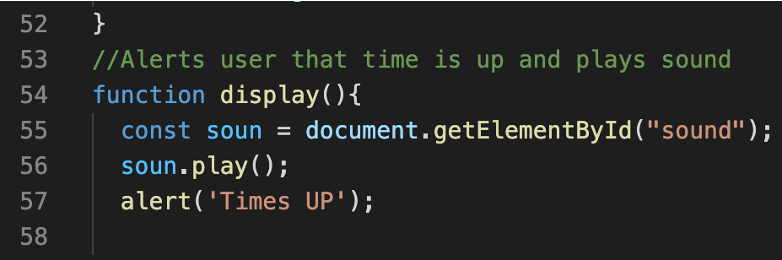 52 }
53 //Alerts user that time is up and plays sound
54 function display(){
55 const soun = document.getElementById("sound");
56 soun.play();
57 alert('Times UP');
58